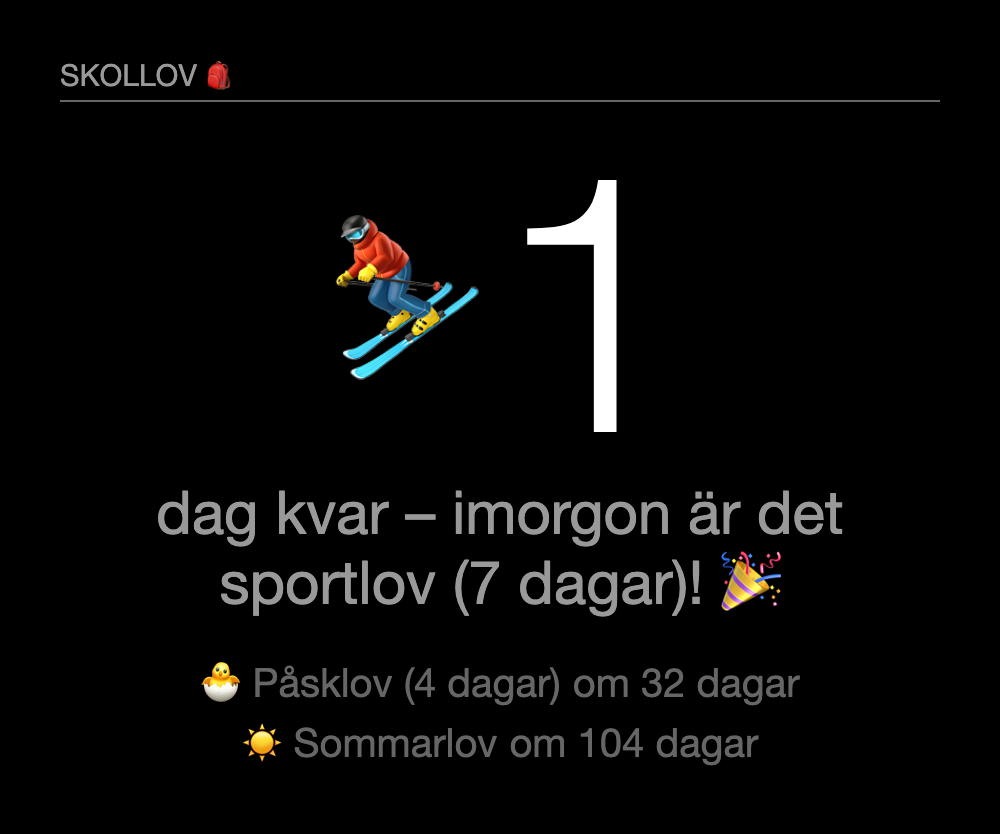 SKOLLOV 🎒
⛷️ 1
dag kvar – imorgon är det
sportlov (7 dagar)! 🎉
🐣 Påsklov (4 dagar) om 32 dagar
☀️ Sommarlov om 104 dagar